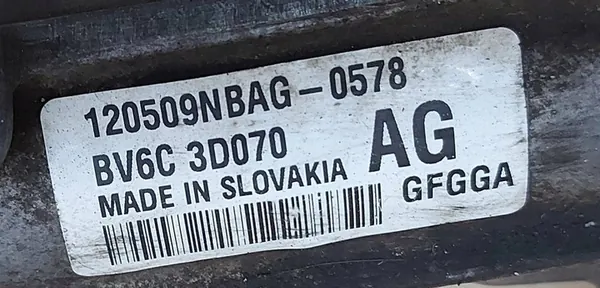 120509NBAG-0578
BV6C 3D070 AG
MADE IN SLOVAKIA GFGGA